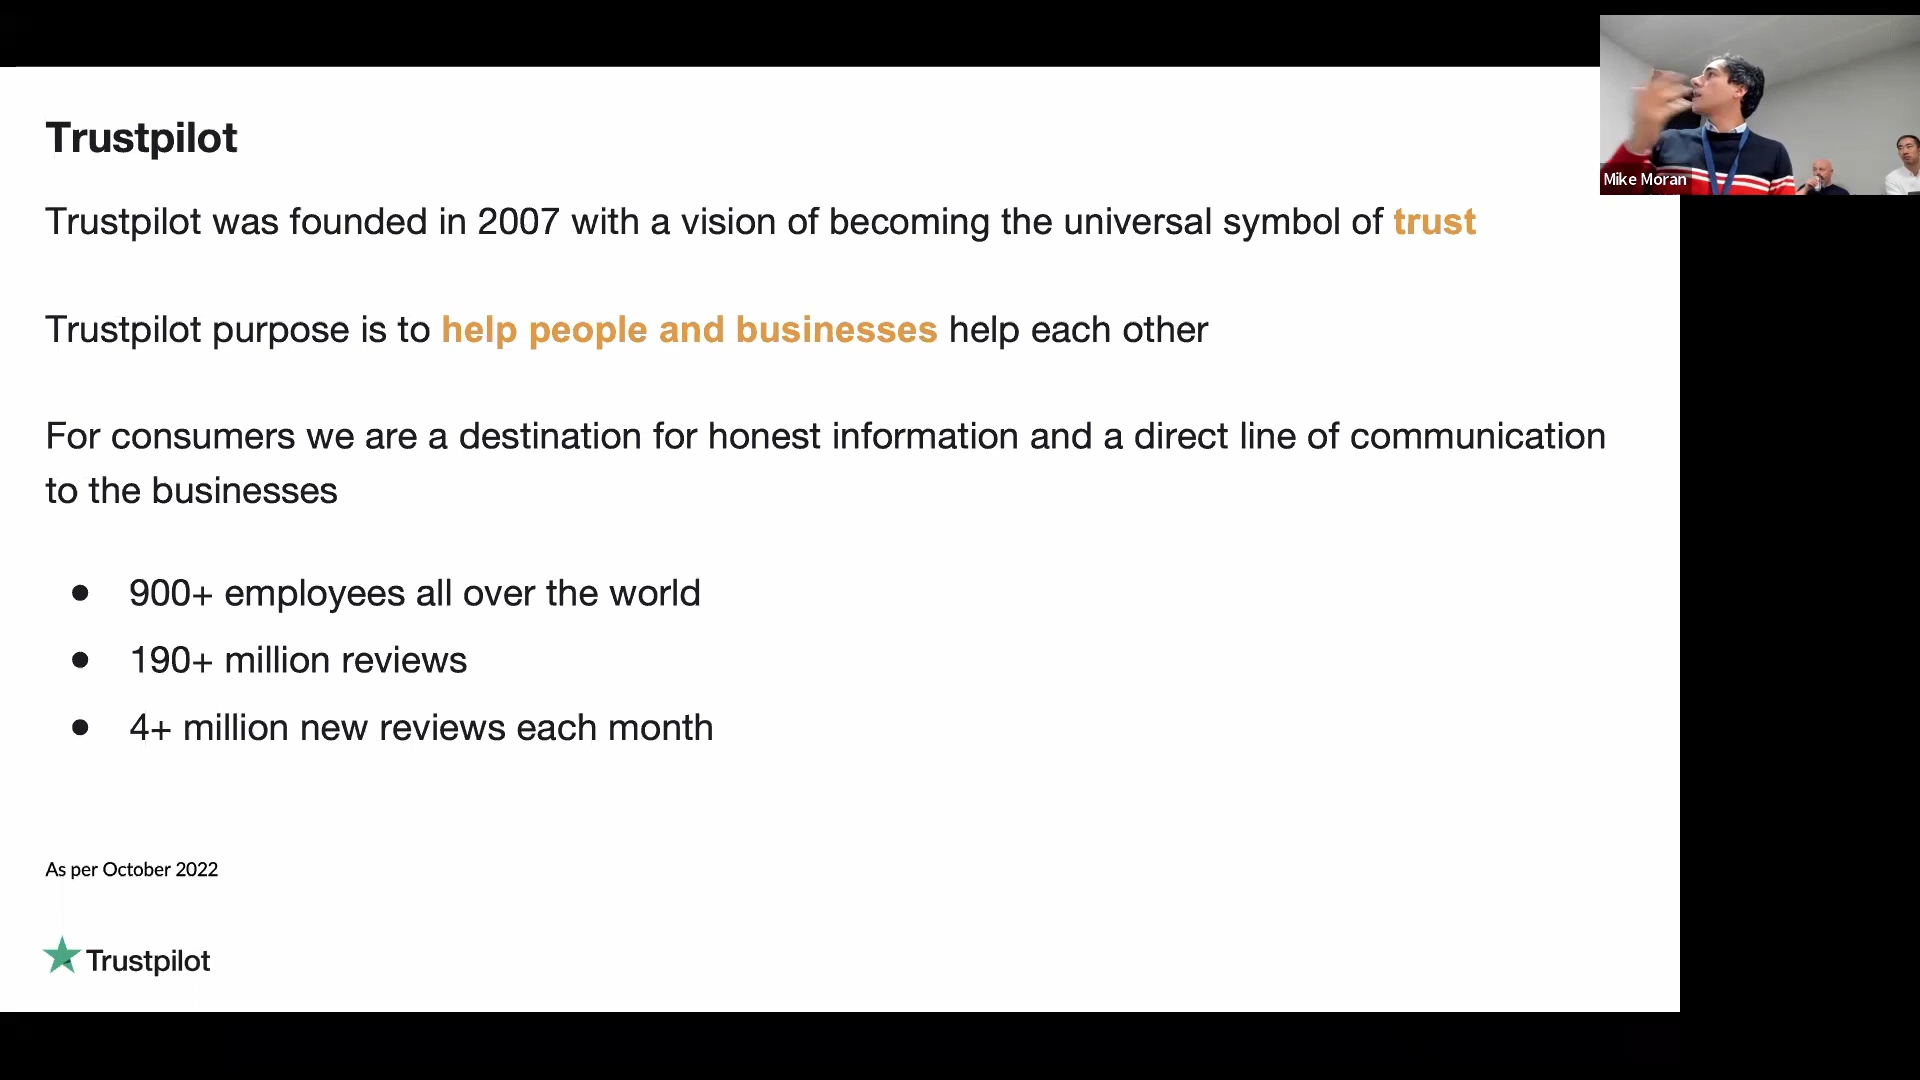 Trustpilot
Trustpilot was founded in 2007 with a vision of becoming the universal symbol of trust
Trustpilot purpose is to help people and businesses help each other
For consumers we are a destination for honest information and a direct line of communication
to the businesses
● 900+ employees all over the world
● 190+ million reviews
● 4+ million new reviews each month
As per October 2022
Trustpilot
Mike Moran